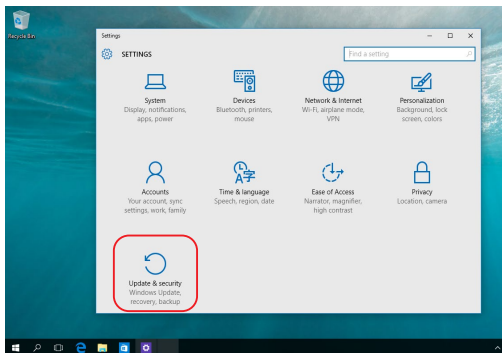 Recycle Bin
Settings
SETTINGS
Find a setting
System
Display, notifications,
apps, power
Devices
Bluetooth, printers,
mouse
Network & Internet
Wi-Fi, airplane mode,
VPN
Personalization
Background, lock
screen, colors
Accounts
Your account, sync
settings, work, family
Time & language
Speech, region, date
Ease of Access
Narrator, magnifier,
high contrast
Privacy
Location, camera
Update & security
Windows Update,
recovery, backup